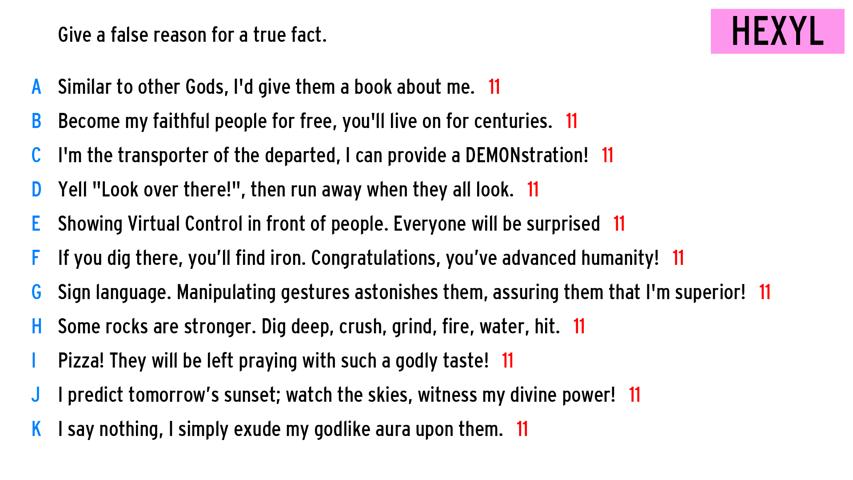 Give a false reason for a true fact.
HEXYL
A Similar to other Gods, I'd give them a book about me. 11
B Become my faithful people for free, you'll live on for centuries. 11
C I'm the transporter of the departed, I can provide a DEMONstration! 11
D Yell "Look over there!", then run away when they all look. 11
E Showing Virtual Control in front of people. Everyone will be surprised 11
F If you dig there, you’ll find iron. Congratulations, you’ve advanced humanity! 11
G Sign language. Manipulating gestures astonishes them, assuring them that I'm superior! 11
H Some rocks are stronger. Dig deep, crush, grind, fire, water, hit. 11
I Pizza! They will be left praying with such a godly taste! 11
J I predict tomorrow’s sunset; watch the skies, witness my divine power! 11
K I say nothing, I simply exude my godlike aura upon them. 11